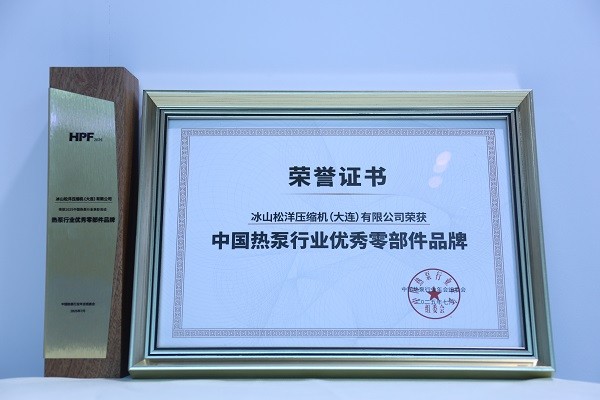 HPF
冰山松洋压缩机(大连)有限公司
热泵行业优秀零部件品牌
荣誉证书
冰山松洋压缩机(大连)有限公司荣获
中国热泵行业优秀零部件品牌
组委会